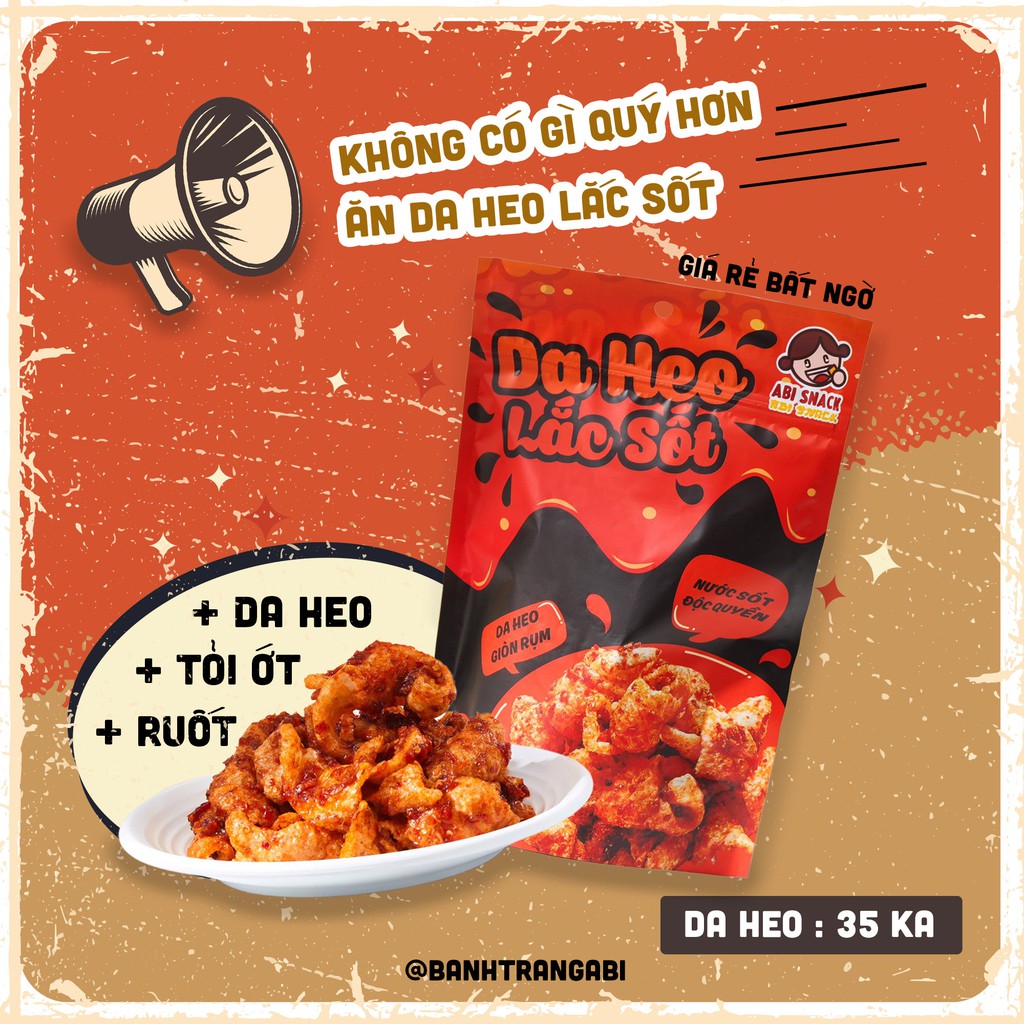 KHÔNG CÓ GÌ QUÝ HƠN
ĂN DA HEO LẮC SỐT
GIÁ RẺ BẤT NGỜ
Da Heo
Lắc Sốt
ABI SNACK
ABI SNACK
NƯỚC SỐT
ĐỘC QUYỀN
DA HEO
GIÒN RỤM
+ DA HEO
+ TỎI ỚT
+ RUỐT
DA HEO : 35 KA
@BANHTRANGABI